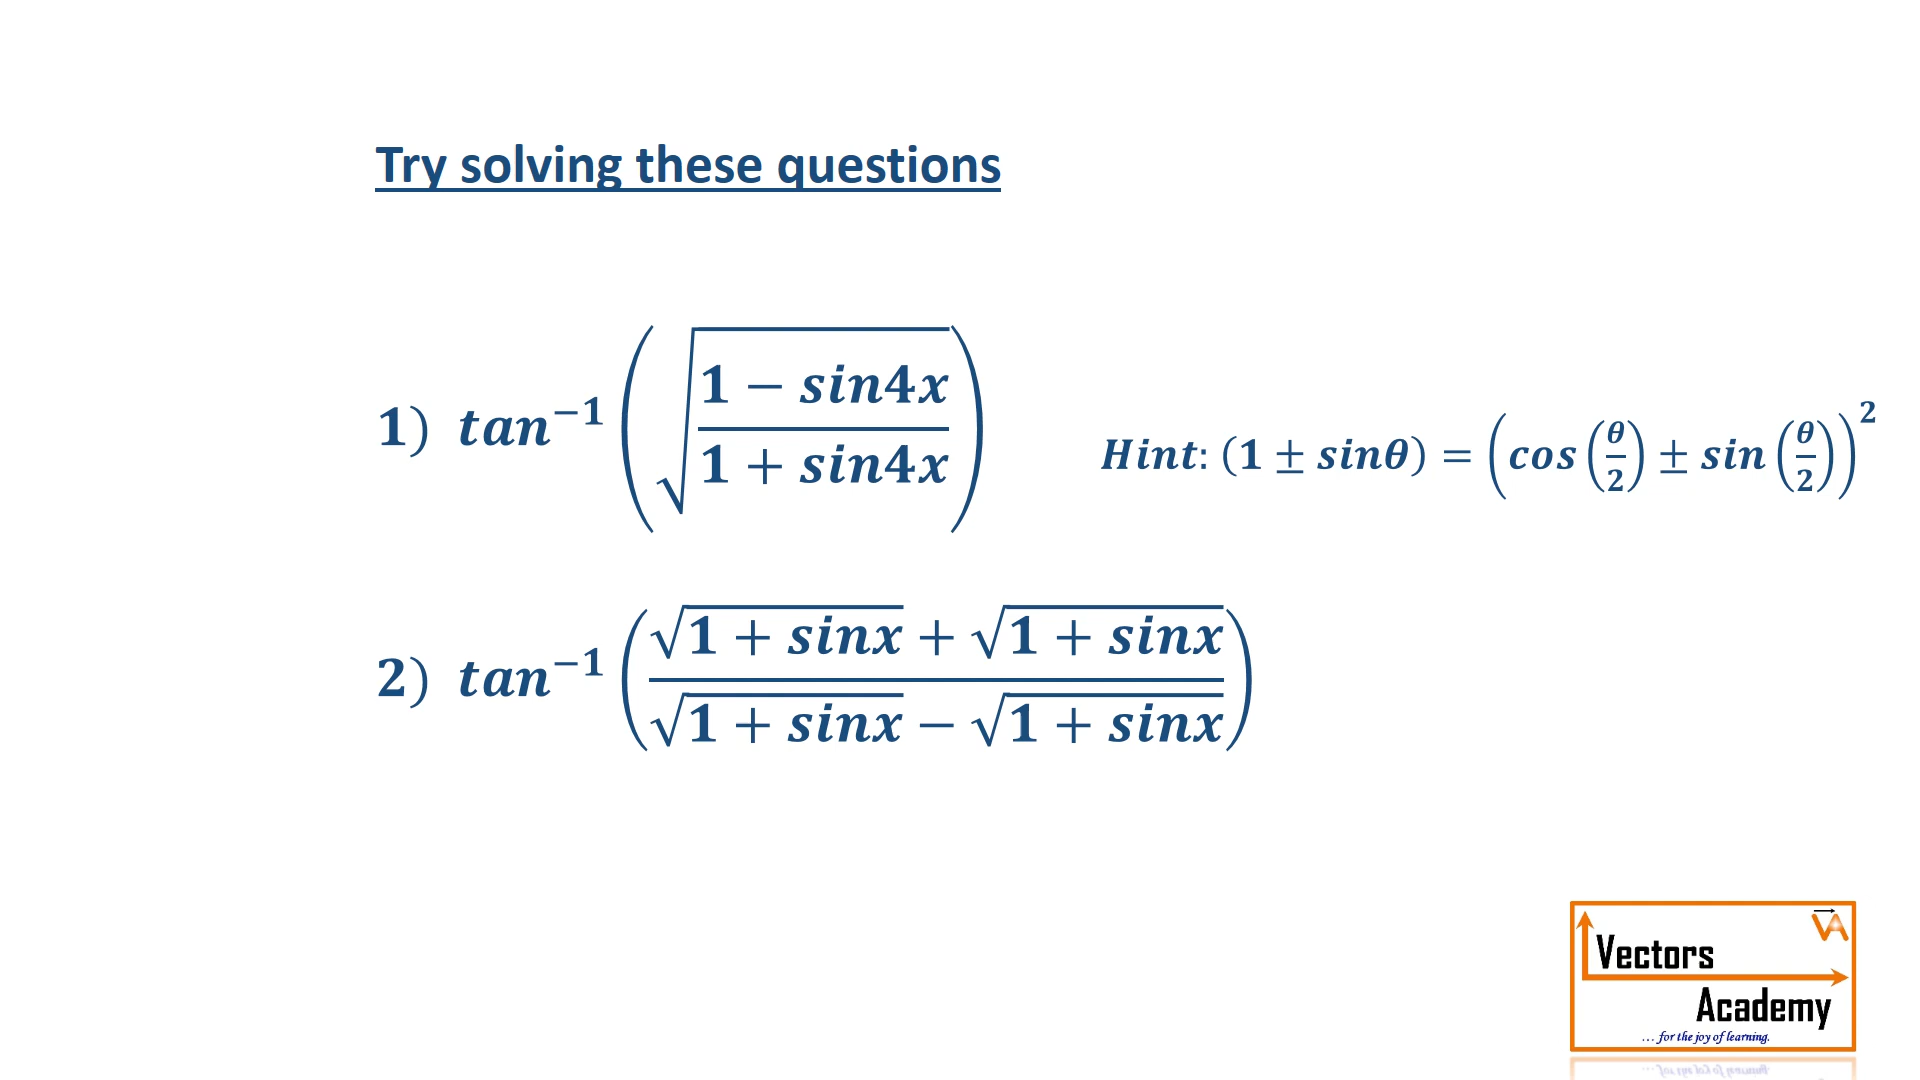 Try solving these questions
1) tan⁻¹(√((1 − sin4x)/(1 + sin4x)))
Hint: (1 ± sinθ) = (cos(θ/2) ± sin(θ/2))²
2) tan⁻¹((√(1 + sinx) + √(1 + sinx))/(√(1 + sinx) − √(1 + sinx)))
VA
Vectors
Academy
... for the joy of learning.